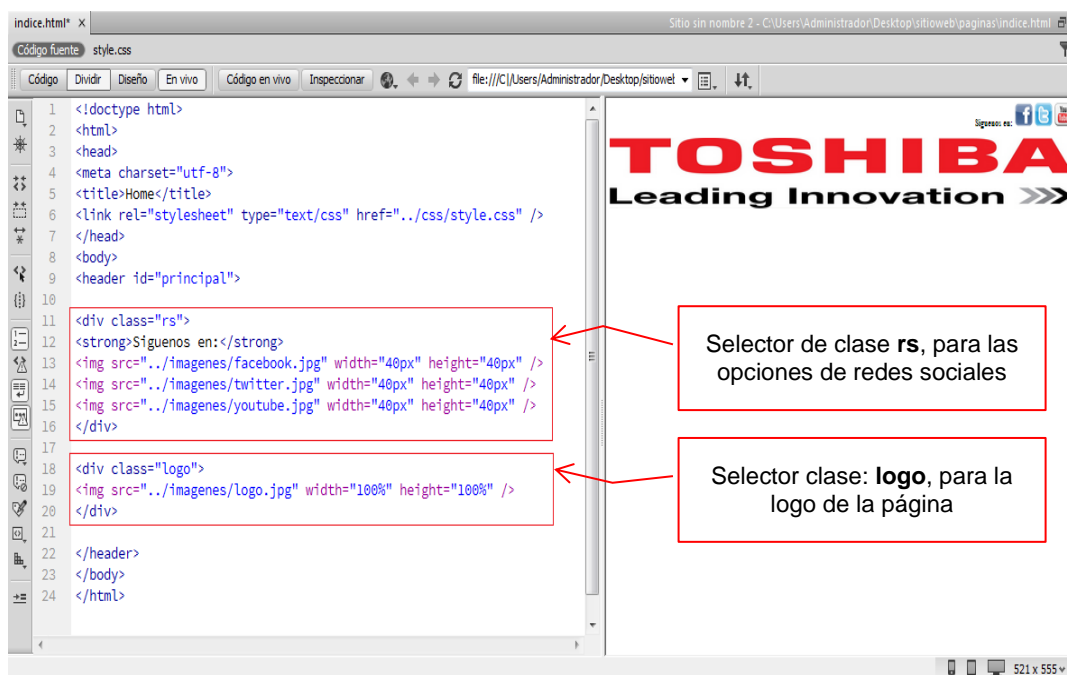 indice.html* ×
Sitio sin nombre 2 - C:\Users\Administrador\Desktop\sitioweb\paginas\indice.html
Código fuente style.css
Código Dividir Diseño En vivo Código en vivo Inspeccionar file:///C|/Users/Administrador/Desktop/sitiowel
1 <!doctype html>
2 <html>
3 <head>
4 <meta charset="utf-8">
5 <title>Home</title>
6 <link rel="stylesheet" type="text/css" href="../css/style.css" />
7 </head>
8 <body>
9 <header id="principal">
10
11 <div class="rs">
12 <strong>Siguenos en:</strong>
13 <img src="../imagenes/facebook.jpg" width="40px" height="40px" />
14 <img src="../imagenes/twitter.jpg" width="40px" height="40px" />
15 <img src="../imagenes/youtube.jpg" width="40px" height="40px" />
16 </div>
17
18 <div class="logo">
19 <img src="../imagenes/logo.jpg" width="100%" height="100%" />
20 </div>
21
22 </header>
23 </body>
24 </html>
Siguenos en:
TOSHIBA
Leading Innovation
Selector de clase rs, para las
opciones de redes sociales
Selector clase: logo, para la
logo de la página
521 x 555